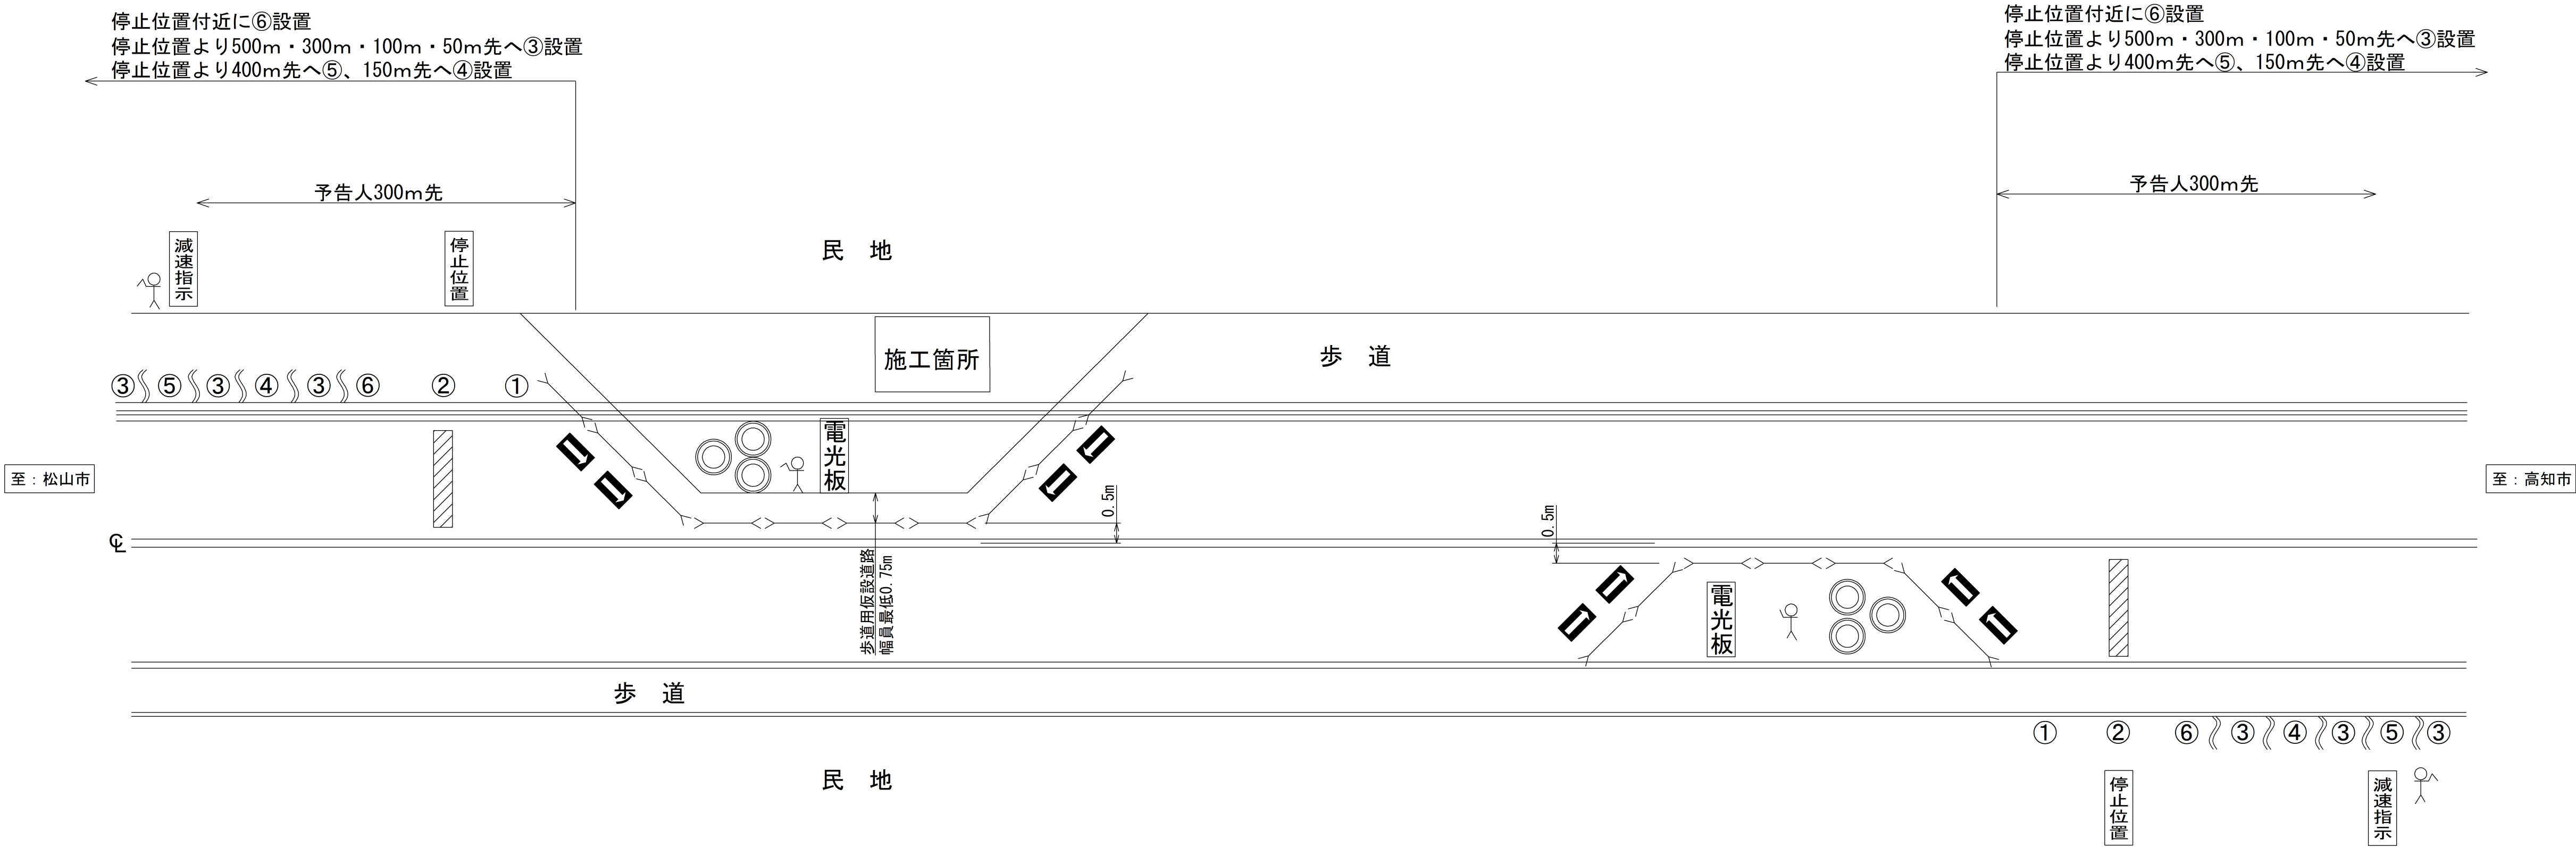 停止位置付近に⑥設置
停止位置より500m・300m・100m・50m先へ③設置
停止位置より400m先へ⑤、150m先へ④設置
停止位置付近に⑥設置
停止位置より500m・300m・100m・50m先へ③設置
停止位置より400m先へ⑤、150m先へ④設置
予告人300m先
予告人300m先
減速指示
停止位置
民 地
施工箇所
歩 道
③ ⑤ ③ ④ ③ ⑥ ② ①
電光板
至：松山市
至：高知市
0.5m
0.5m
℄
歩道用仮設道路
幅員最低0.75m
電光板
歩 道
① ② ⑥ ③ ④ ③ ⑤ ③
民 地
停止位置
減速指示